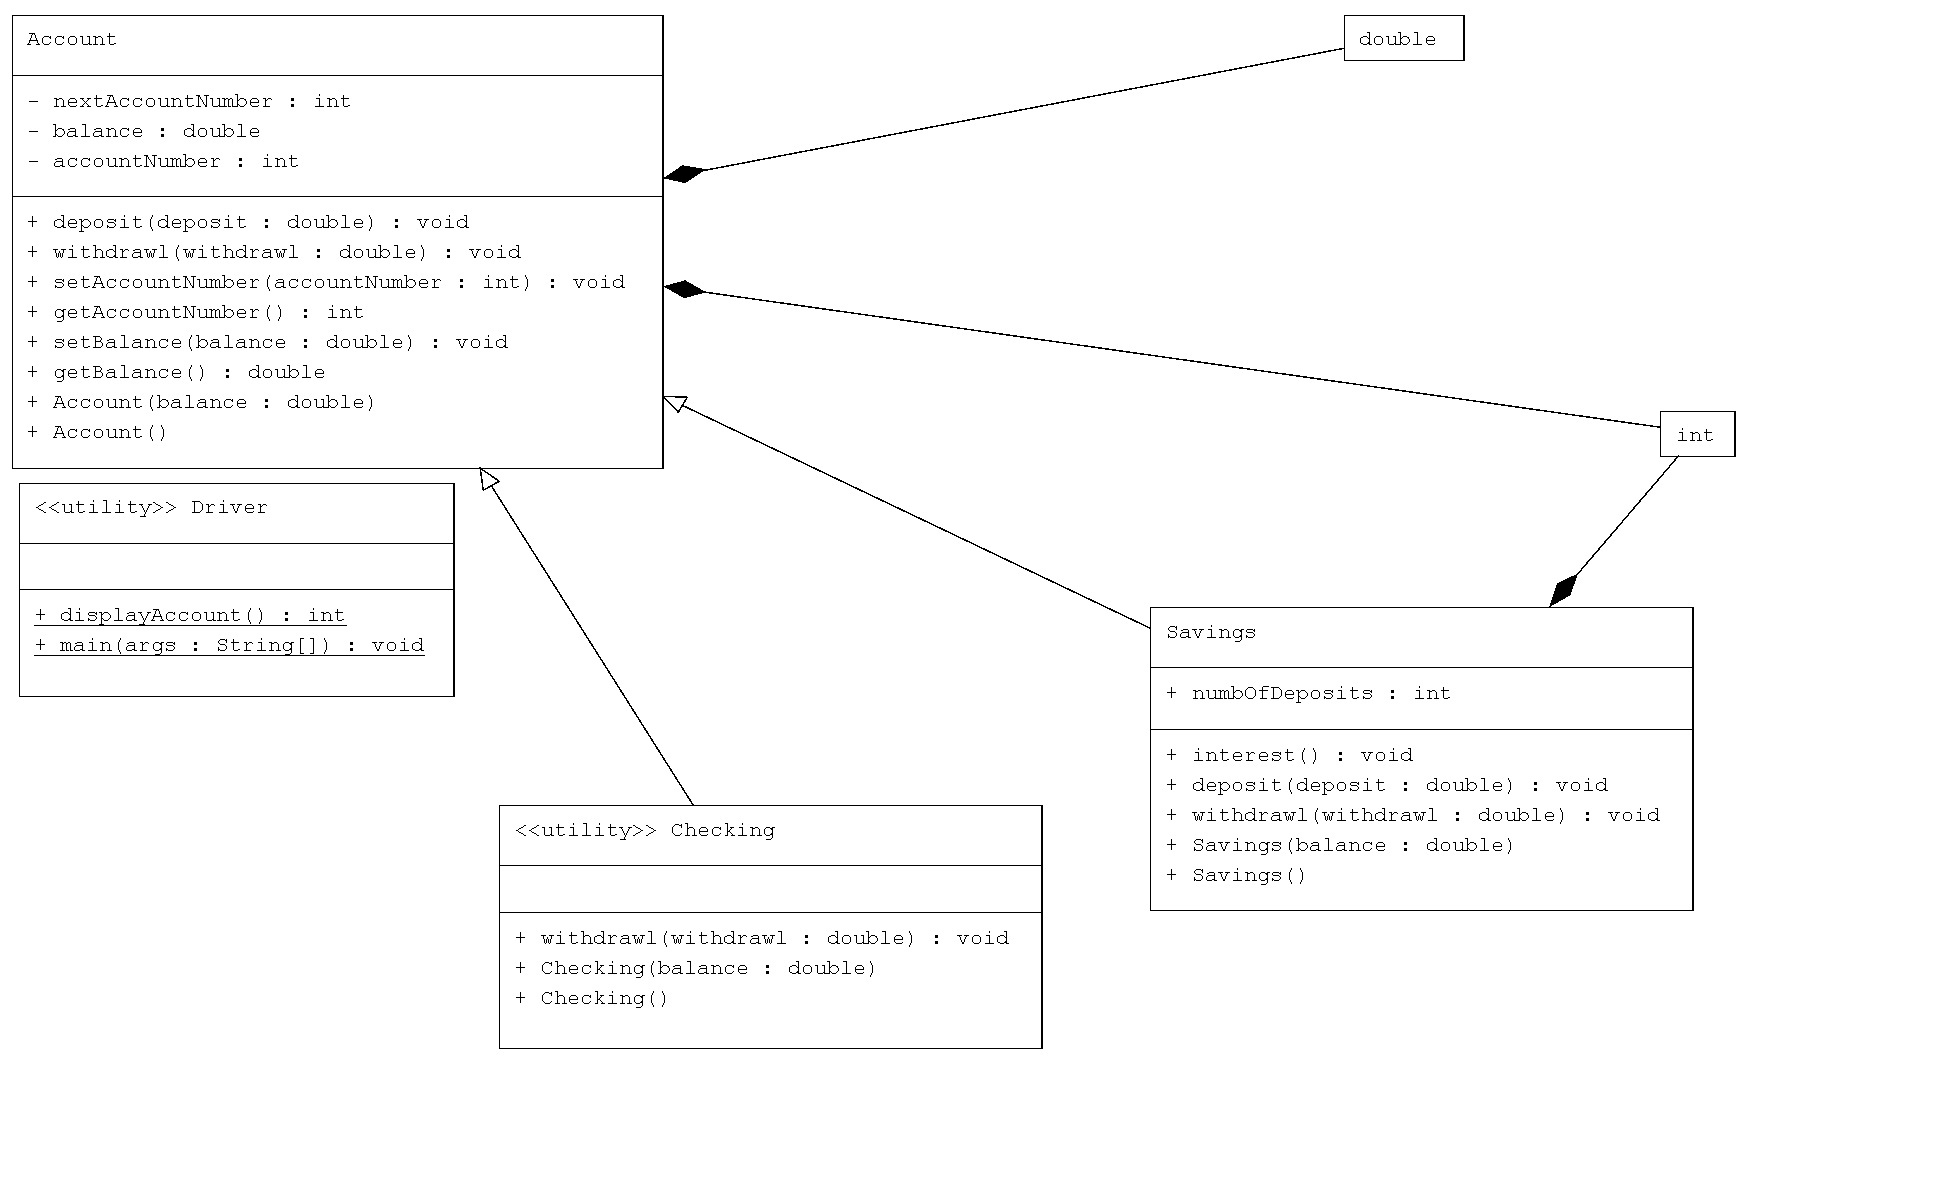 Account
- nextAccountNumber : int
- balance : double
- accountNumber : int
+ deposit(deposit : double) : void
+ withdrawl(withdrawl : double) : void
+ setAccountNumber(accountNumber : int) : void
+ getAccountNumber() : int
+ setBalance(balance : double) : void
+ getBalance() : double
+ Account(balance : double)
+ Account()
double
int
<<utility>> Driver
+ displayAccount() : int
+ main(args : String[]) : void
<<utility>> Checking
+ withdrawl(withdrawl : double) : void
+ Checking(balance : double)
+ Checking()
Savings
+ numbOfDeposits : int
+ interest() : void
+ deposit(deposit : double) : void
+ withdrawl(withdrawl : double) : void
+ Savings(balance : double)
+ Savings()